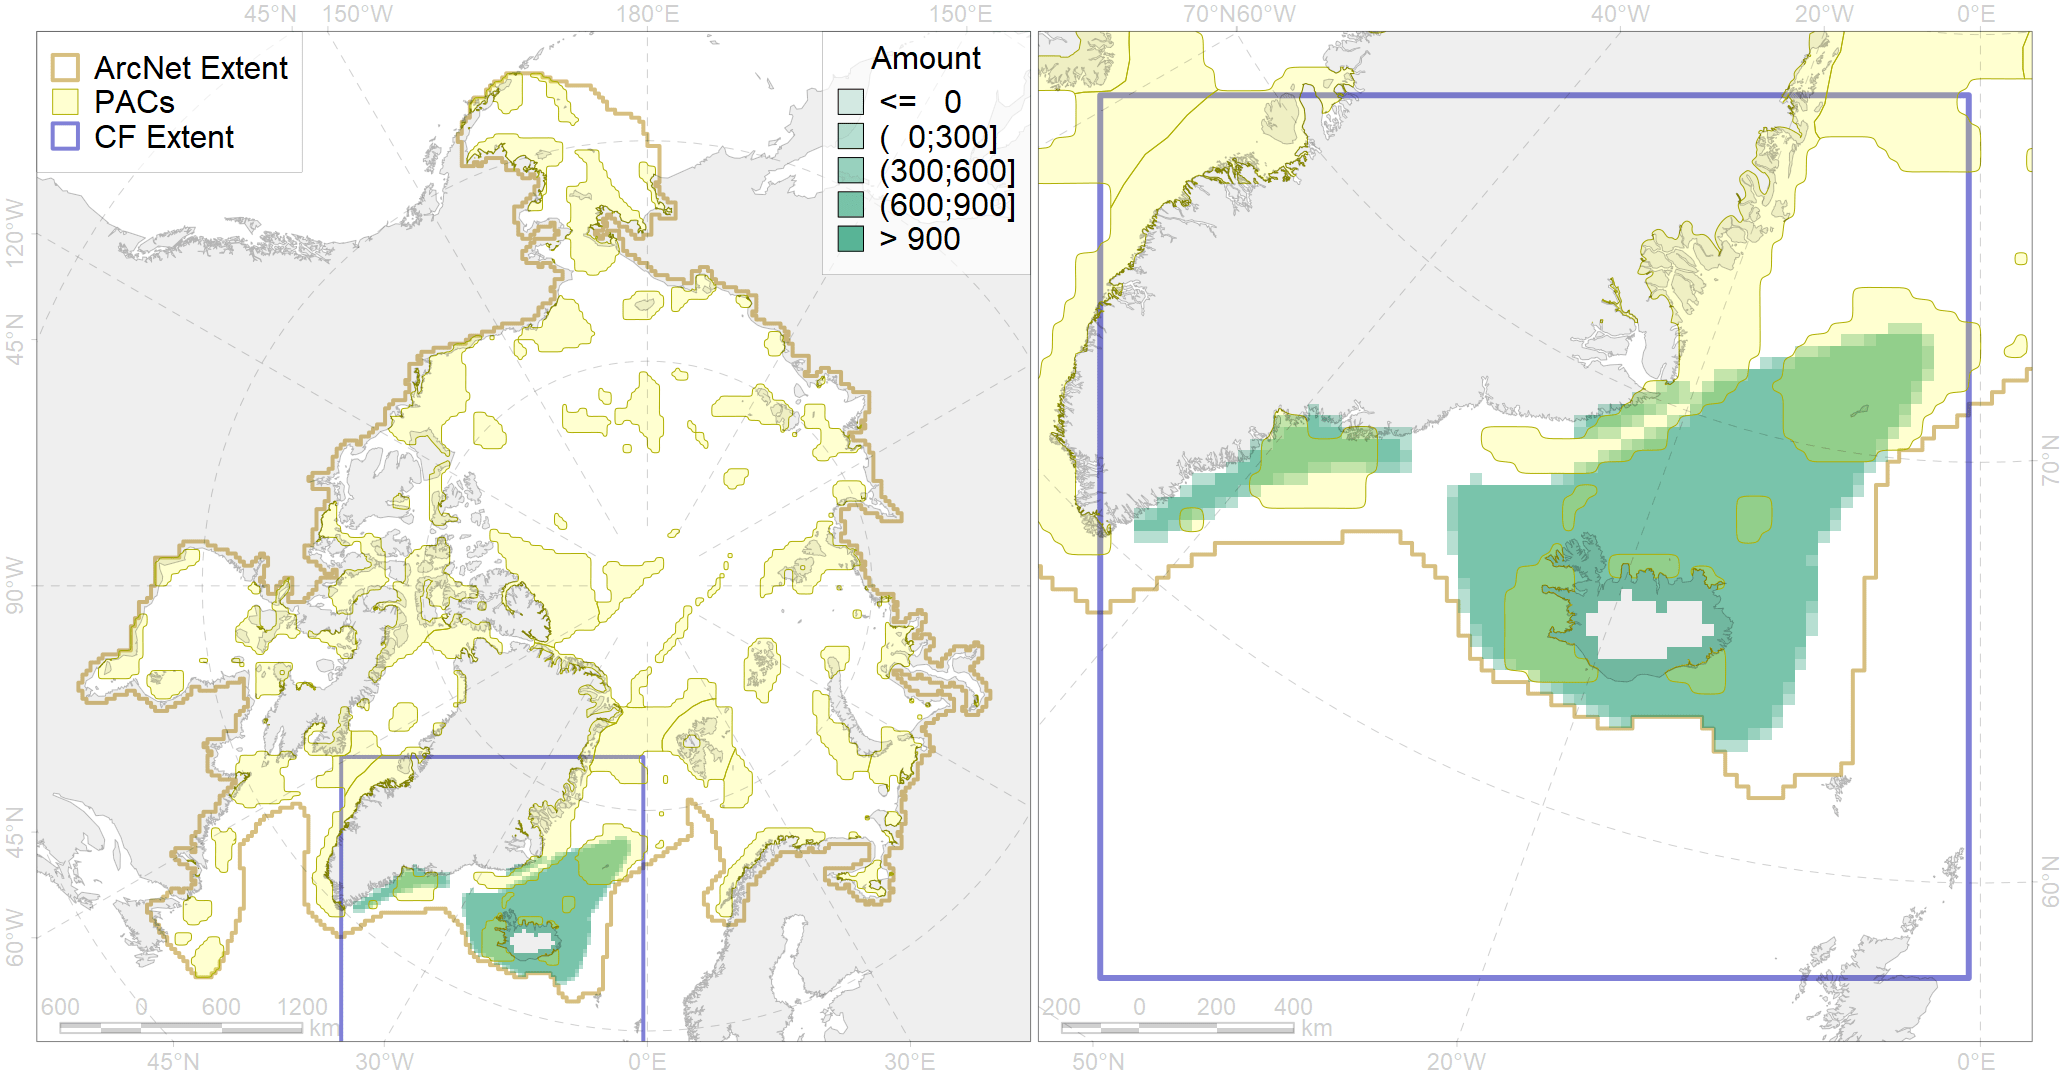 45°N 150°W 180°E 150°E 70°N60°W 40°W 20°W 0°E
ArcNet Extent
PACs
CF Extent
Amount
<= 0
( 0;300]
(300;600]
(600;900]
> 900
120°W
45°N
90°W
45°N
60°W
70°N
60°N
600 0 600 1200
km
200 0 200 400
km
45°N 30°W 0°E 30°E 50°N 20°W 0°E